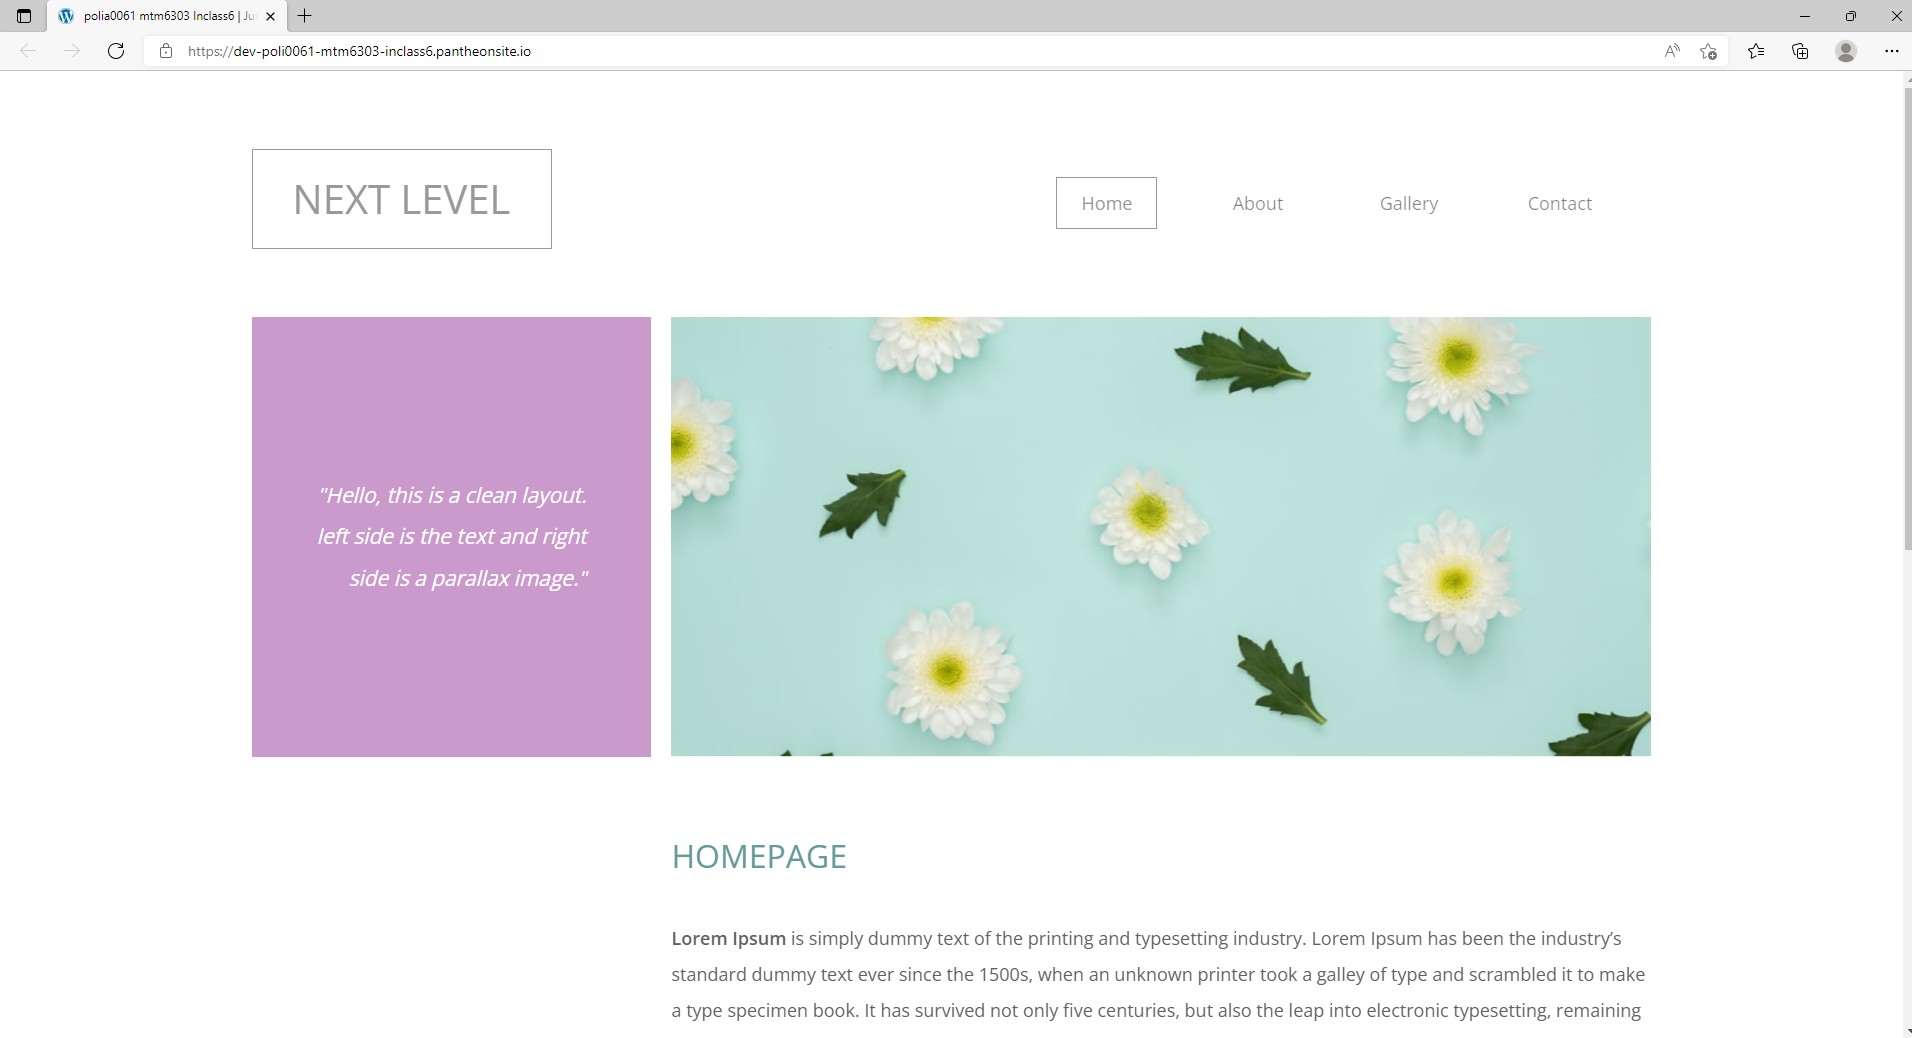 polia0061 mtm6303 Inclass6 | Ju
https://dev-poli0061-mtm6303-inclass6.pantheonsite.io
NEXT LEVEL
Home About Gallery Contact
"Hello, this is a clean layout.
left side is the text and right
side is a parallax image."
HOMEPAGE
Lorem Ipsum is simply dummy text of the printing and typesetting industry. Lorem Ipsum has been the industry’s
standard dummy text ever since the 1500s, when an unknown printer took a galley of type and scrambled it to make
a type specimen book. It has survived not only five centuries, but also the leap into electronic typesetting, remaining